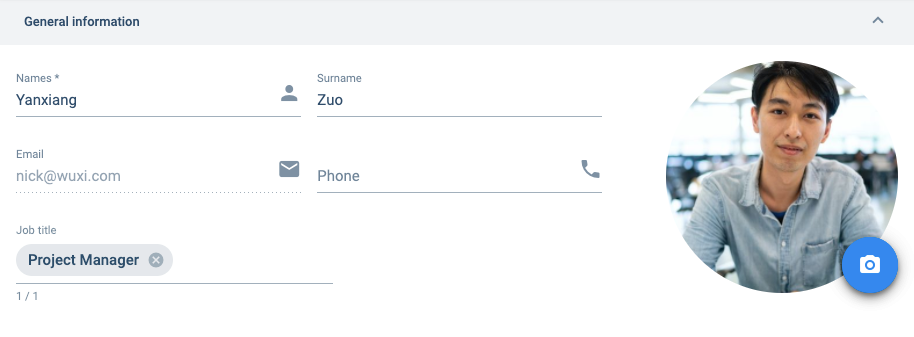 General information
Names *
Surname
Yanxiang
Zuo
Email
nick@wuxi.com
Phone
Job title
Project Manager
1 / 1